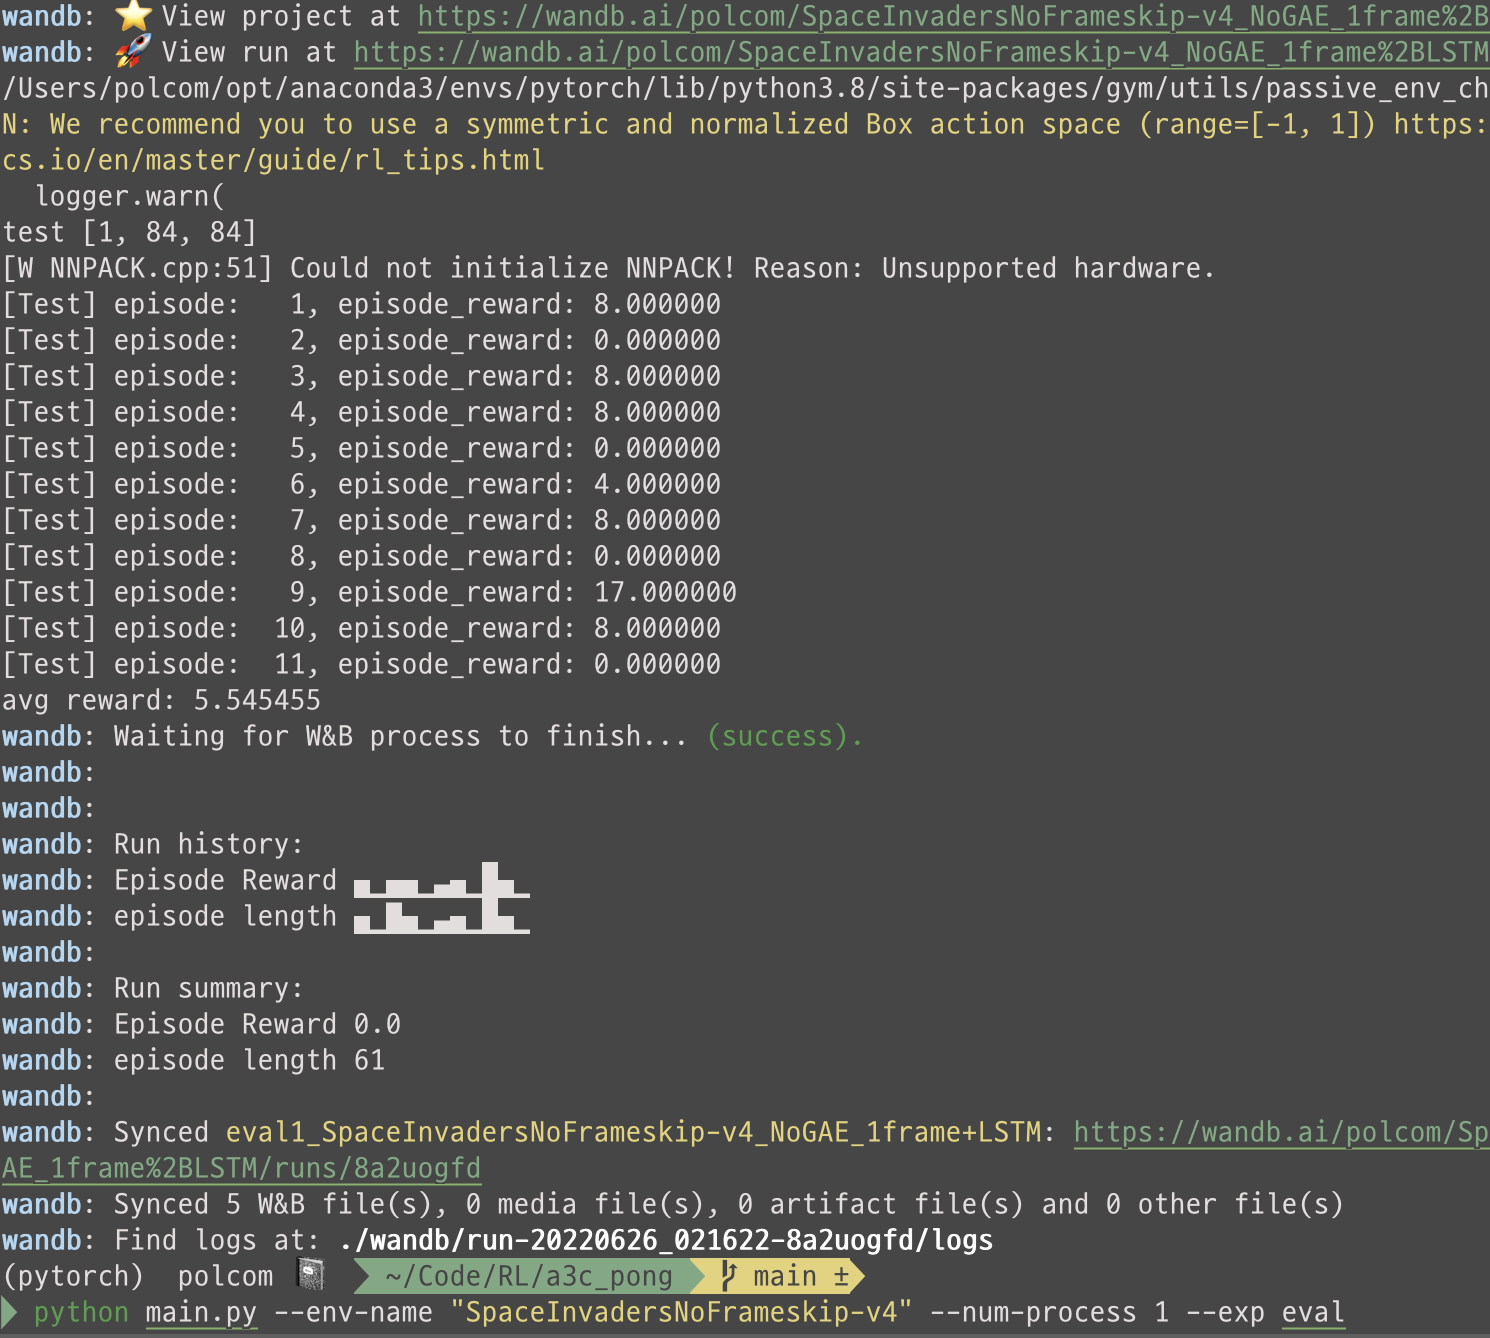 wandb: ⭐️ View project at https://wandb.ai/polcom/SpaceInvadersNoFrameskip-v4_NoGAE_1frame%2B
wandb: 🚀 View run at https://wandb.ai/polcom/SpaceInvadersNoFrameskip-v4_NoGAE_1frame%2BLSTM
/Users/polcom/opt/anaconda3/envs/pytorch/lib/python3.8/site-packages/gym/utils/passive_env_ch
N: We recommend you to use a symmetric and normalized Box action space (range=[-1, 1]) https:
cs.io/en/master/guide/rl_tips.html
  logger.warn(
test [1, 84, 84]
[W NNPACK.cpp:51] Could not initialize NNPACK! Reason: Unsupported hardware.
[Test] episode:   1, episode_reward: 8.000000
[Test] episode:   2, episode_reward: 0.000000
[Test] episode:   3, episode_reward: 8.000000
[Test] episode:   4, episode_reward: 8.000000
[Test] episode:   5, episode_reward: 0.000000
[Test] episode:   6, episode_reward: 4.000000
[Test] episode:   7, episode_reward: 8.000000
[Test] episode:   8, episode_reward: 0.000000
[Test] episode:   9, episode_reward: 17.000000
[Test] episode:  10, episode_reward: 8.000000
[Test] episode:  11, episode_reward: 0.000000
avg reward: 5.545455
wandb: Waiting for W&B process to finish... (success).
wandb:
wandb:
wandb: Run history:
wandb: Episode Reward
wandb: episode length
wandb:
wandb: Run summary:
wandb: Episode Reward 0.0
wandb: episode length 61
wandb:
wandb: Synced eval1_SpaceInvadersNoFrameskip-v4_NoGAE_1frame+LSTM: https://wandb.ai/polcom/Sp
AE_1frame%2BLSTM/runs/8a2uogfd
wandb: Synced 5 W&B file(s), 0 media file(s), 0 artifact file(s) and 0 other file(s)
wandb: Find logs at: ./wandb/run-20220626_021622-8a2uogfd/logs
(pytorch)  polcom ~/Code/RL/a3c_pong main ±
python main.py --env-name "SpaceInvadersNoFrameskip-v4" --num-process 1 --exp eval